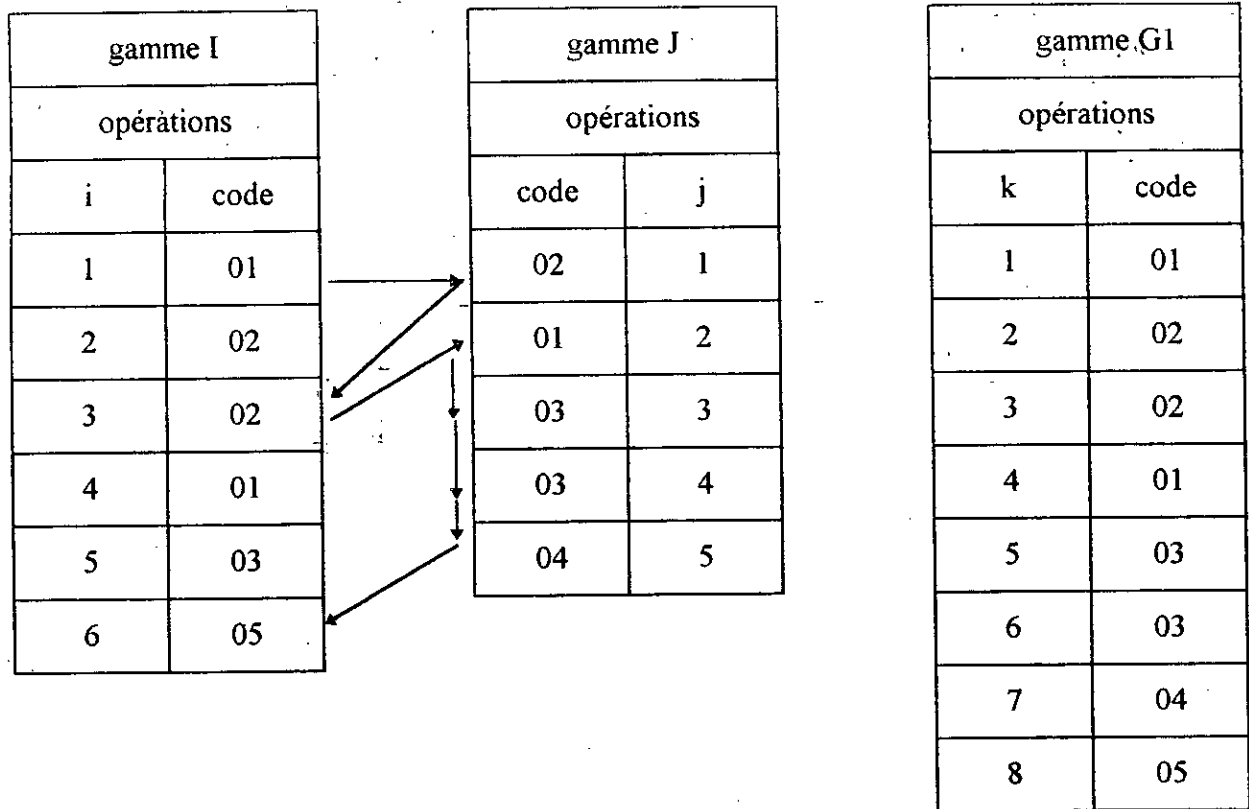 gamme I
opérations
i code
1 01
2 02
3 02
4 01
5 03
6 05
gamme J
opérations
code j
02 1
01 2
03 3
03 4
04 5
gamme G1
opérations
k code
1 01
2 02
3 02
4 01
5 03
6 03
7 04
8 05